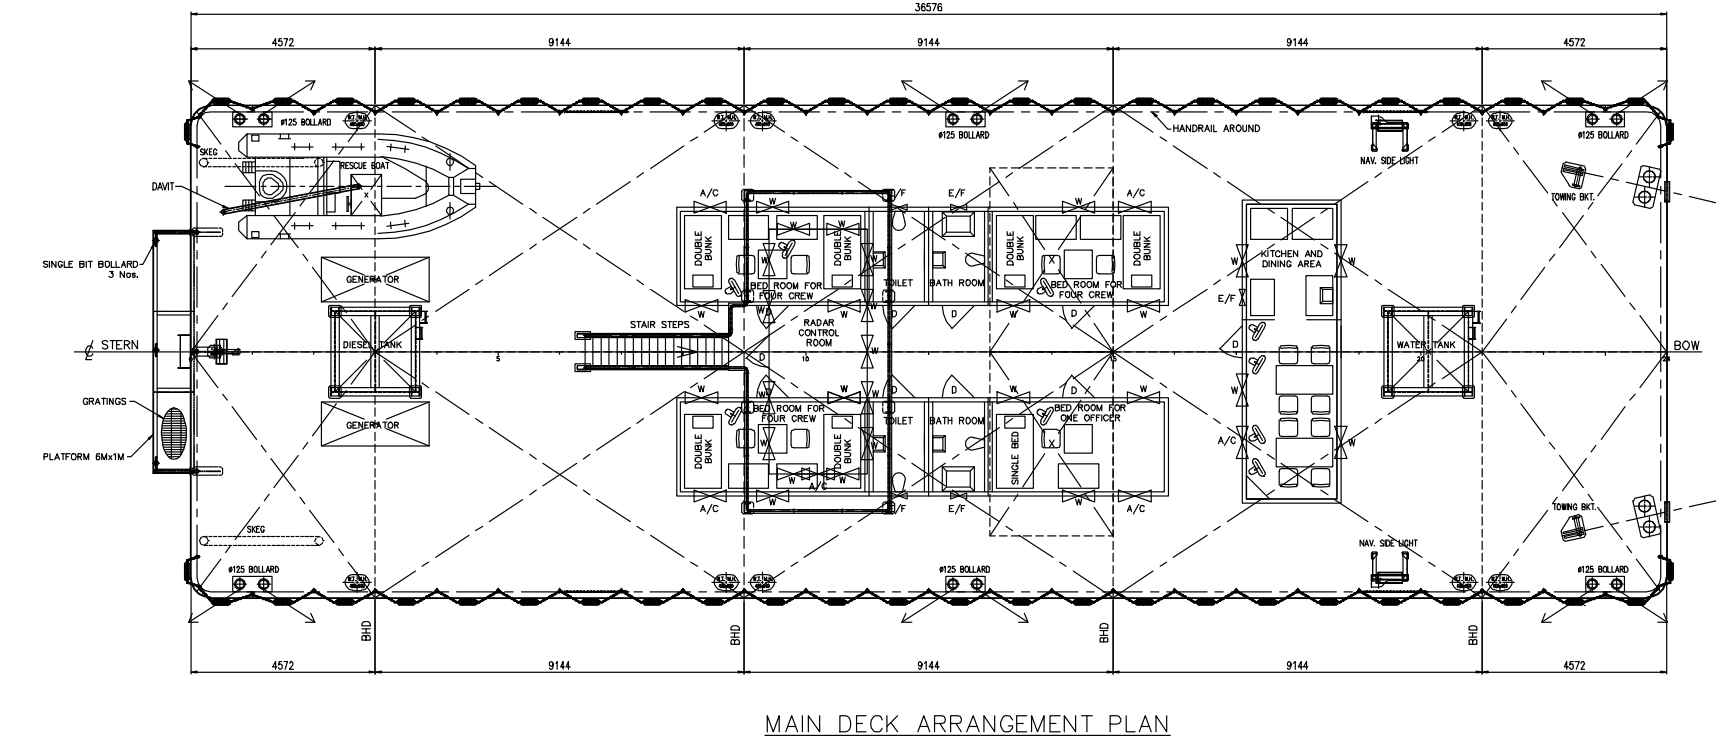 36576
4572
9144
9144
9144
4572
ø125 BOLLARD
ø125 BOLLARD
ø125 BOLLARD
HANDRAIL AROUND
NAV. SIDE LIGHT
SKEG
RESCUE BOAT
DAVIT
TOWING BKT.
A/C
E/F
A/C
W
W
W
W
DOUBLE BUNK
DOUBLE BUNK
DOUBLE BUNK
DOUBLE BUNK
SINGLE BIT BOLLARD
3 Nos.
GENERATOR
BED ROOM FOR
FOUR CREW
TOILET
BATH ROOM
BED ROOM FOR
FOUR CREW
KITCHEN AND
DINING AREA
W
W
E/F
W
W
W
STAIR STEPS
RADAR
CONTROL
ROOM
D
D
D
D
℄ STERN
DIESEL TANK
5
10
15
WATER TANK
20
24
BOW
D
D
D
GRATINGS
GENERATOR
W
W
W
BED ROOM FOR
FOUR CREW
TOILET
BATH ROOM
BED ROOM FOR
ONE OFFICER
PLATFORM 6Mx1M
DOUBLE BUNK
DOUBLE BUNK
SINGLE BED
W
A/C
W
W
A/C
A/C
W
E/F
W
A/C
SKEG
TOWING BKT.
NAV. SIDE LIGHT
ø125 BOLLARD
ø125 BOLLARD
ø125 BOLLARD
BHD
BHD
BHD
BHD
4572
9144
9144
9144
4572
MAIN DECK ARRANGEMENT PLAN